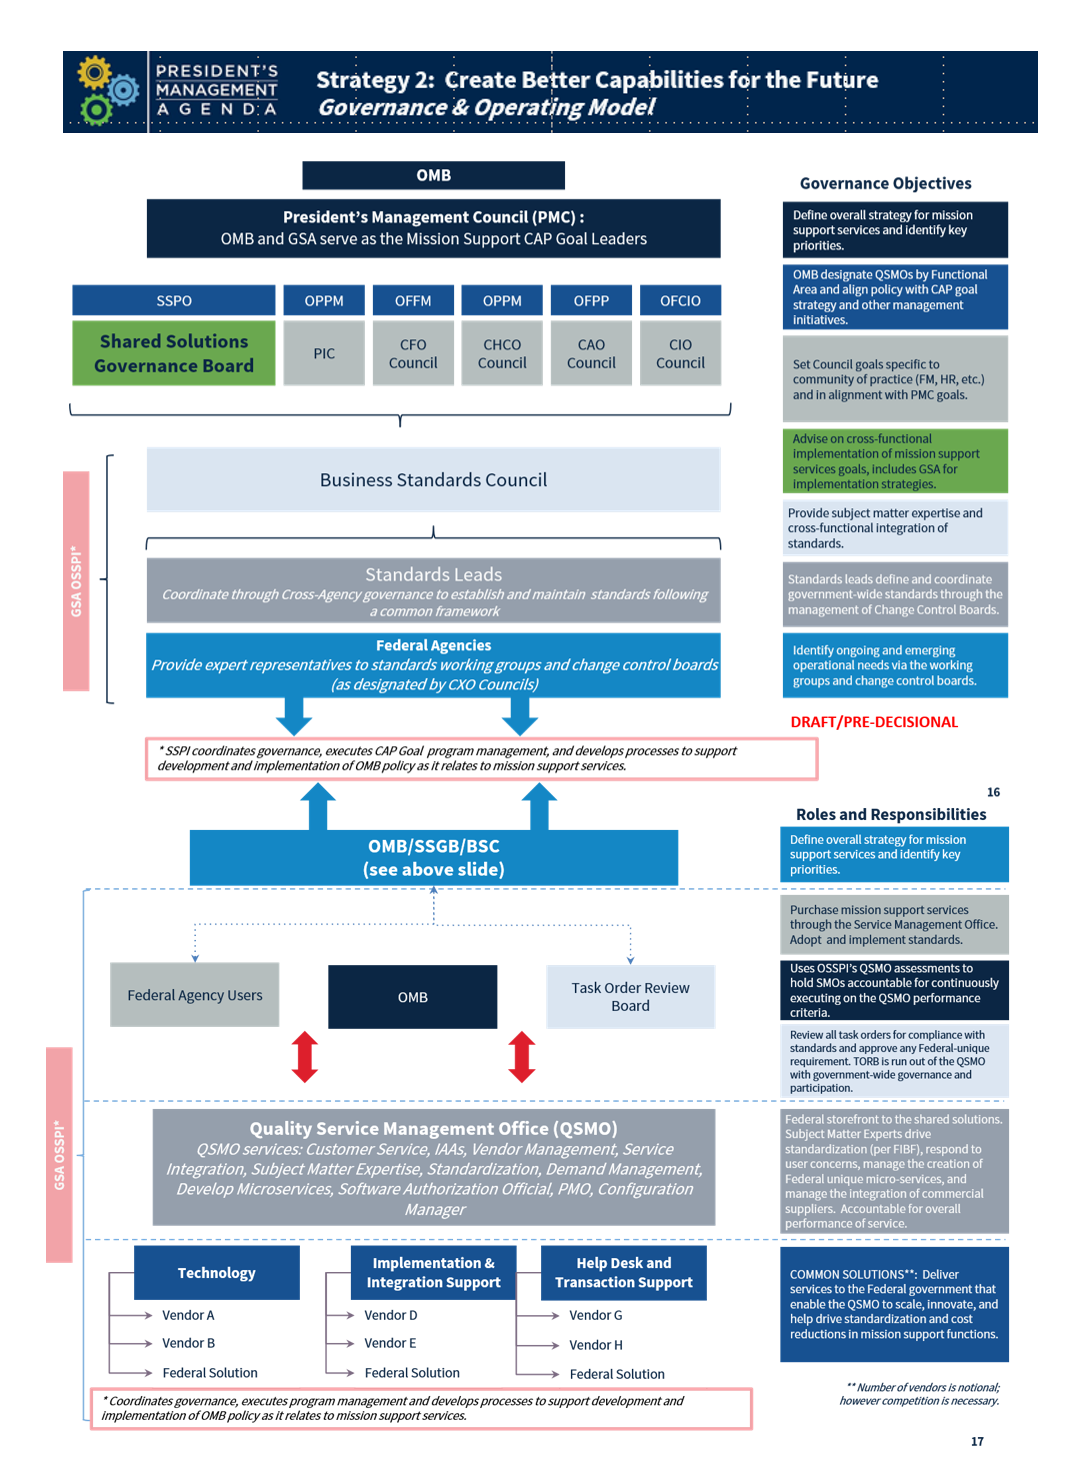 PRESIDENT'S
MANAGEMENT
AGENDA
Strategy 2: Create Better Capabilities for the Future
Governance & Operating Model
OMB
President's Management Council (PMC) :
OMB and GSA serve as the Mission Support CAP Goal Leaders
SSPO
OPPM
OFFM
OPPM
OFPP
OFCIO
Shared Solutions
Governance Board
PIC
CFO
Council
CHCO
Council
CAO
Council
CIO
Council
Business Standards Council
GSA OSSPI*
Standards Leads
Coordinate through Cross-Agency governance to establish and maintain standards following
a common framework
Federal Agencies
Provide expert representatives to standards working groups and change control boards
(as designated by CXO Councils)
* SSPI coordinates governance, executes CAP Goal program management, and develops processes to support
development and implementation of OMB policy as it relates to mission support services.
Governance Objectives
Define overall strategy for mission
support services and identify key
priorities.
OMB designate QSMOs by Functional
Area and align policy with CAP goal
strategy and other management
initiatives.
Set Council goals specific to
community of practice (FM, HR, etc.)
and in alignment with PMC goals.
Advise on cross-functional
implementation of mission support
services goals, includes GSA for
implementation strategies.
Provide subject matter expertise and
cross-functional integration of
standards.
Standards leads define and coordinate
government-wide standards through the
management of Change Control Boards.
Identify ongoing and emerging
operational needs via the working
groups and change control boards.
DRAFT/PRE-DECISIONAL
16
OMB/SSGB/BSC
(see above slide)
Federal Agency Users
OMB
Task Order Review
Board
GSA OSSPI*
Quality Service Management Office (QSMO)
QSMO services: Customer Service, IAAs, Vendor Management, Service
Integration, Subject Matter Expertise, Standardization, Demand Management,
Develop Microservices, Software Authorization Official, PMO, Configuration
Manager
Technology
Vendor A
Vendor B
Federal Solution
Implementation &
Integration Support
Vendor D
Vendor E
Federal Solution
Help Desk and
Transaction Support
Vendor G
Vendor H
Federal Solution
* Coordinates governance, executes program management and develops processes to support development and
implementation of OMB policy as it relates to mission support services.
Roles and Responsibilities
Define overall strategy for mission
support services and identify key
priorities.
Purchase mission support services
through the Service Management Office.
Adopt and implement standards.
Uses OSSPI's QSMO assessments to
hold SMOs accountable for continuously
executing on the QSMO performance
criteria.
Review all task orders for compliance with
standards and approve any Federal-unique
requirement. TORB is run out of the QSMO
with government-wide governance and
participation.
Federal storefront to the shared solutions.
Subject Matter Experts drive
standardization (per FIBF), respond to
user concerns, manage the creation of
Federal unique micro-services, and
manage the integration of commercial
suppliers. Accountable for overall
performance of service.
COMMON SOLUTIONS**: Deliver
services to the Federal government that
enable the QSMO to scale, innovate, and
help drive standardization and cost
reductions in mission support functions.
** Number of vendors is notional;
however competition is necessary.
17